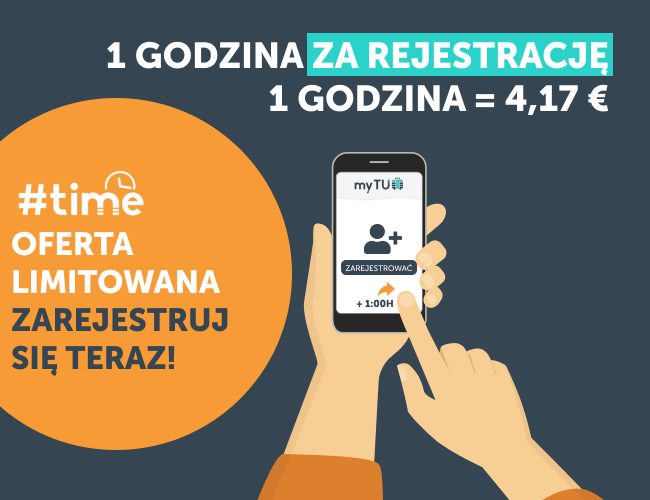 1 GODZINA ZA REJESTRACJĘ
1 GODZINA = 4,17 €
#time
OFERTA
LIMITOWANA
ZAREJESTRUJ
SIĘ TERAZ!
myTU
ZAREJESTROWAĆ
+ 1:00H